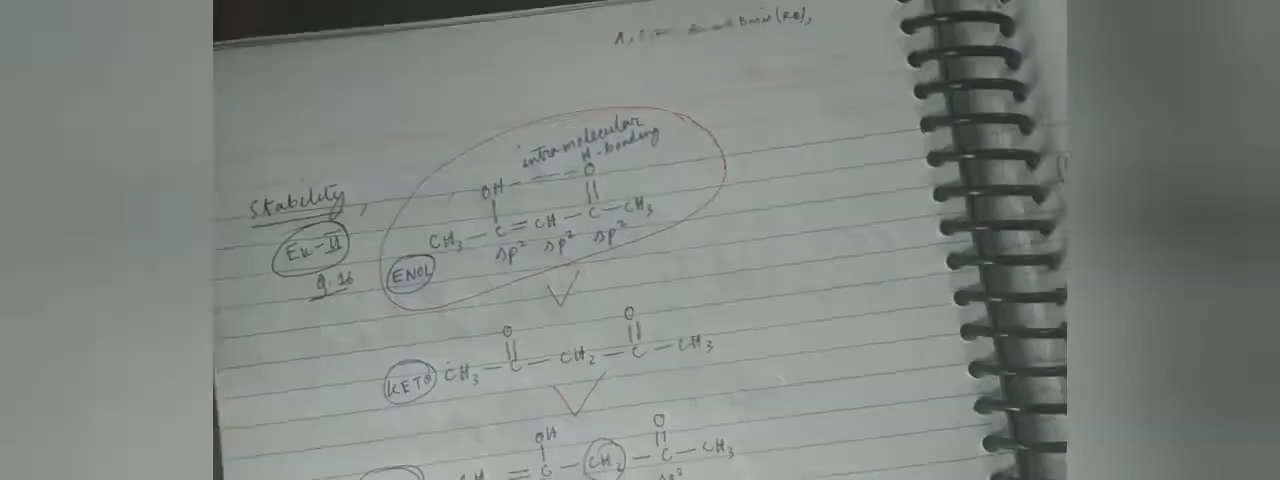 intramolecular
H-bonding
Stability,
OH - - - - O
CH₃ — C = CH — C — CH₃
sp² sp² sp²
Ex-II
Q.16
ENOL
O O
KETO CH₃ — C — CH₂ — C — CH₃
OH O
= C — CH₂ — C — CH₃
sp²